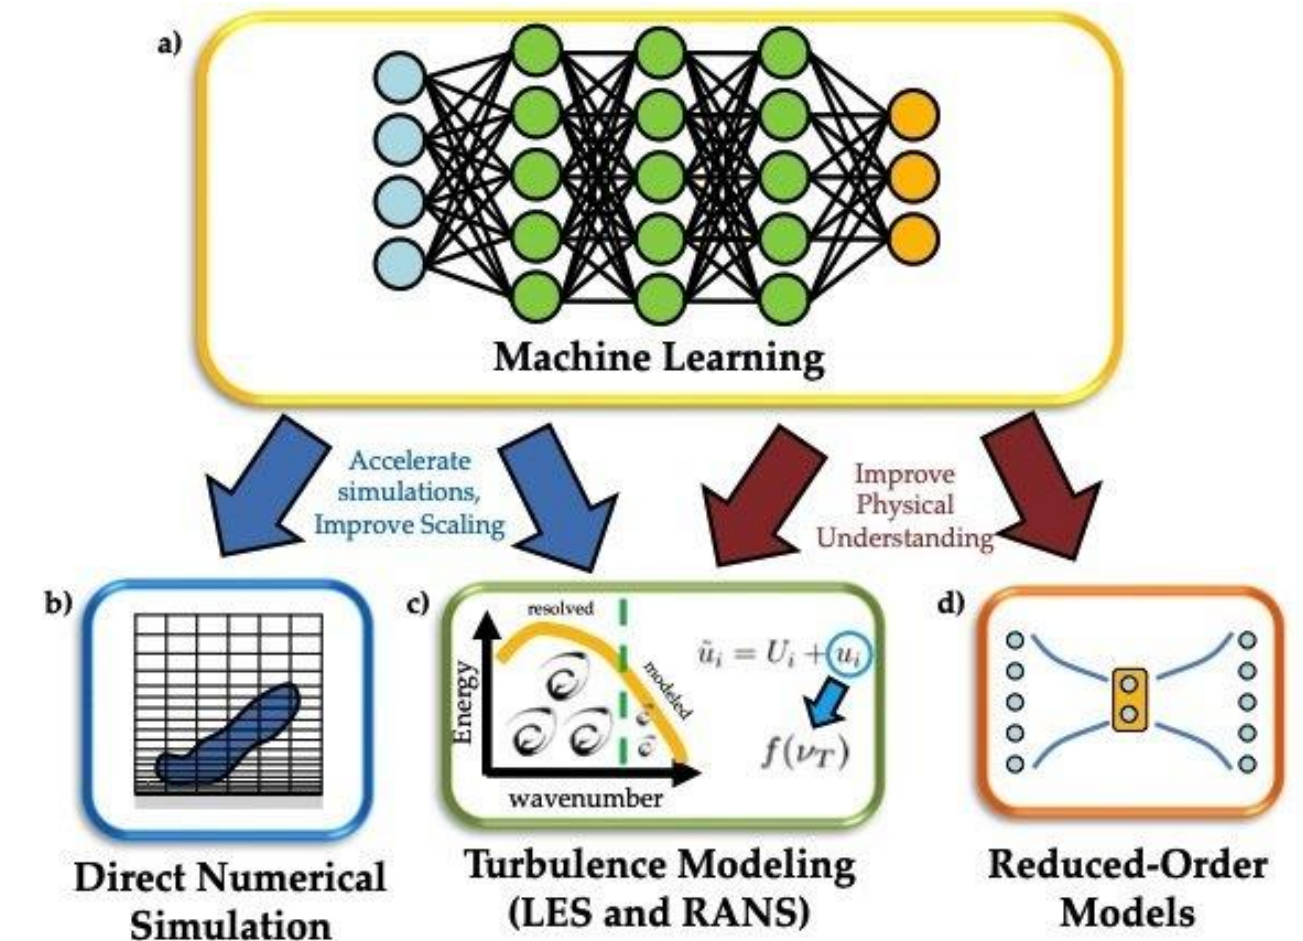 a)
Machine Learning
Accelerate
simulations,
Improve Scaling
Improve
Physical
Understanding
b)
Direct Numerical
Simulation
c)
resolved
modeled
Energy
wavenumber
ũᵢ = Uᵢ + uᵢ
f(ν_T)
Turbulence Modeling
(LES and RANS)
d)
Reduced-Order
Models